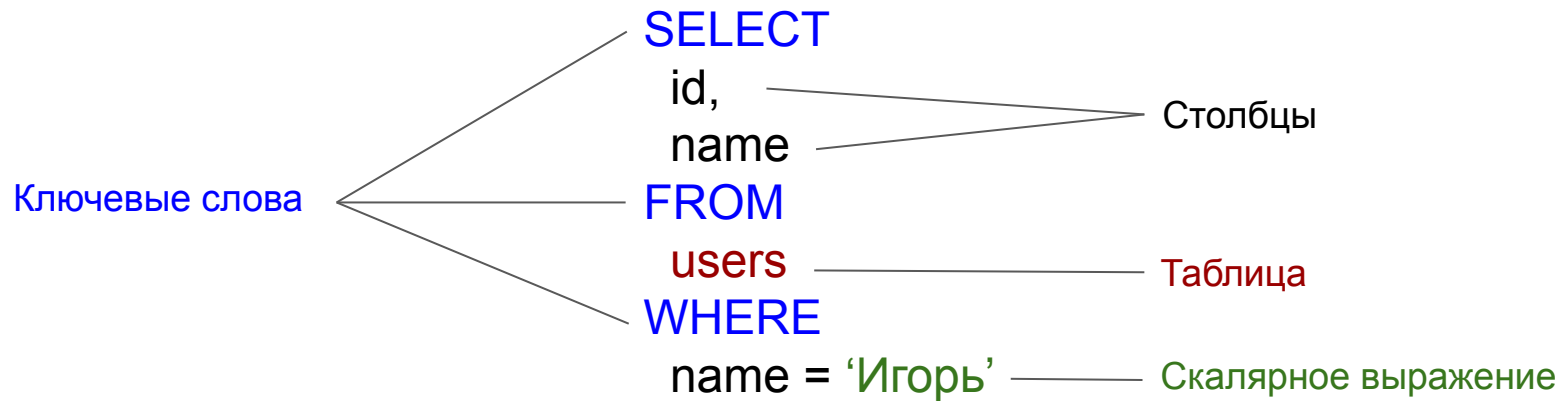 SELECT
id,
name
Столбцы
Ключевые слова
FROM
users
Таблица
WHERE
name = ‘Игорь’
Скалярное выражение